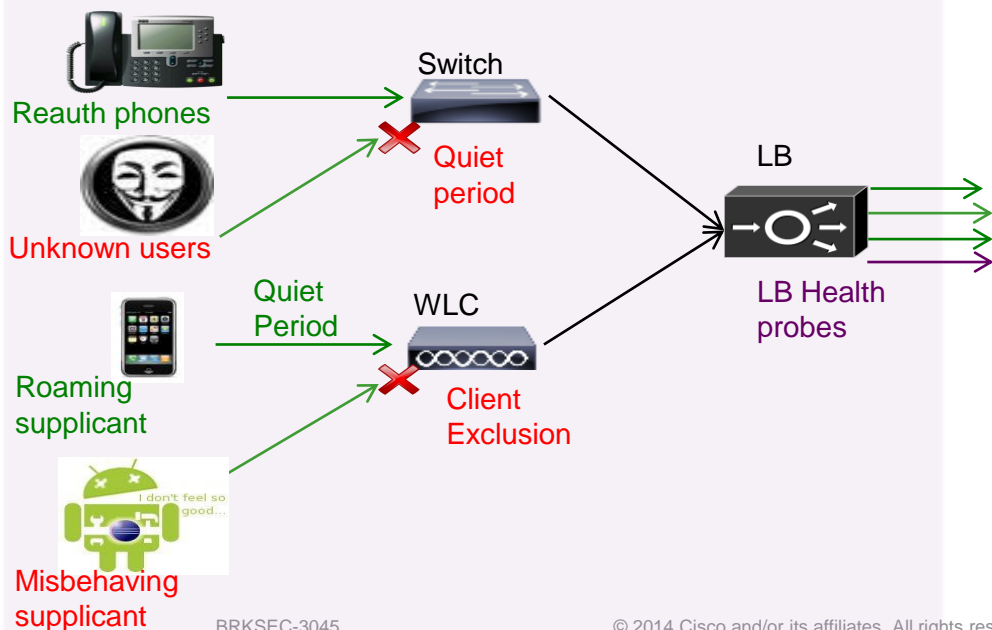 Switch
Reauth phones
Quiet
period
LB
Unknown users
Quiet
Period
WLC
LB Health
probes
Roaming
supplicant
Client
Exclusion
I don't feel so
good...
Misbehaving
supplicant
BRKSEC-3045
© 2014 Cisco and/or its affiliates. All rights res